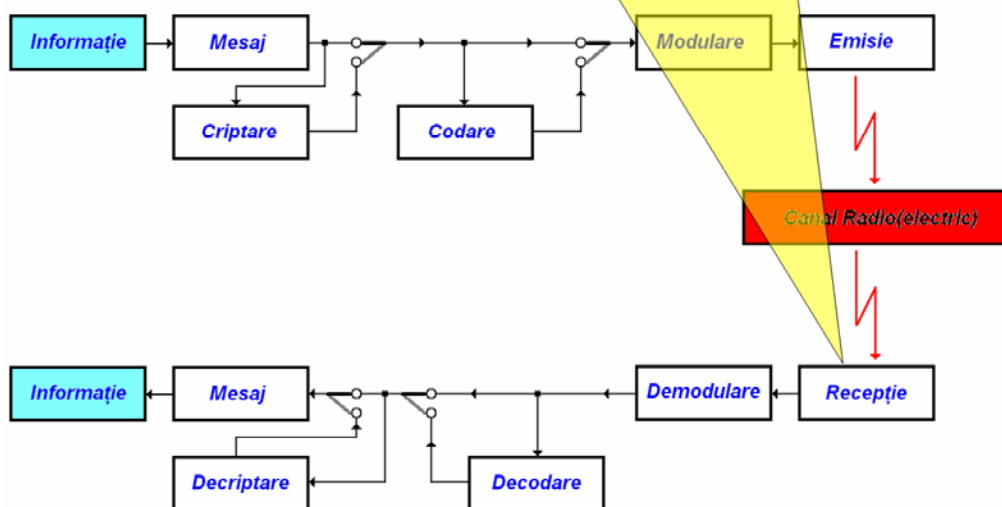 Informație
Mesaj
Modulare
Emisie
Criptare
Codare
Canal Radio(electric)
Informație
Mesaj
Demodulare
Recepție
Decriptare
Decodare